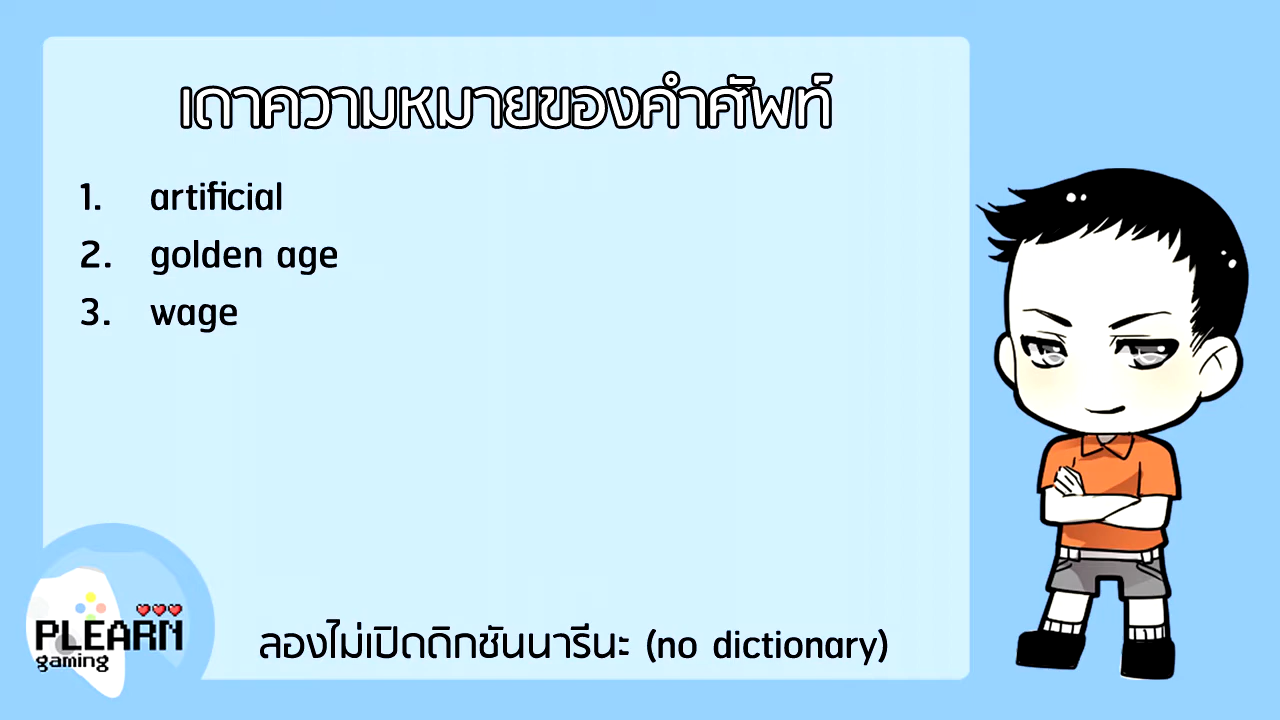 เดาความหมายของคำศัพท์
1. artificial
2. golden age
3. wage
PLEARN
gaming
ลองไม่เปิดดิกชันนารีนะ (no dictionary)